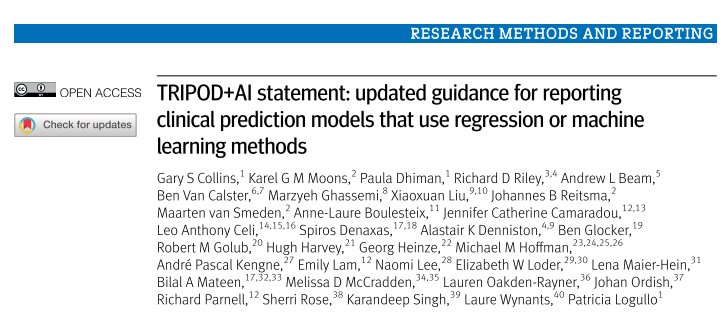 RESEARCH METHODS AND REPORTING
OPEN ACCESS
Check for updates
TRIPOD+AI statement: updated guidance for reporting
clinical prediction models that use regression or machine
learning methods
Gary S Collins,1 Karel G M Moons,2 Paula Dhiman,1 Richard D Riley,3,4 Andrew L Beam,5
Ben Van Calster,6,7 Marzyeh Ghassemi,8 Xiaoxuan Liu,9,10 Johannes B Reitsma,2
Maarten van Smeden,2 Anne-Laure Boulesteix,11 Jennifer Catherine Camaradou,12,13
Leo Anthony Celi,14,15,16 Spiros Denaxas,17,18 Alastair K Denniston,4,9 Ben Glocker,19
Robert M Golub,20 Hugh Harvey,21 Georg Heinze,22 Michael M Hoffman,23,24,25,26
André Pascal Kengne,27 Emily Lam,12 Naomi Lee,28 Elizabeth W Loder,29,30 Lena Maier-Hein,31
Bilal A Mateen,17,32,33 Melissa D McCradden,34,35 Lauren Oakden-Rayner,36 Johan Ordish,37
Richard Parnell,12 Sherri Rose,38 Karandeep Singh,39 Laure Wynants,40 Patricia Logullo1